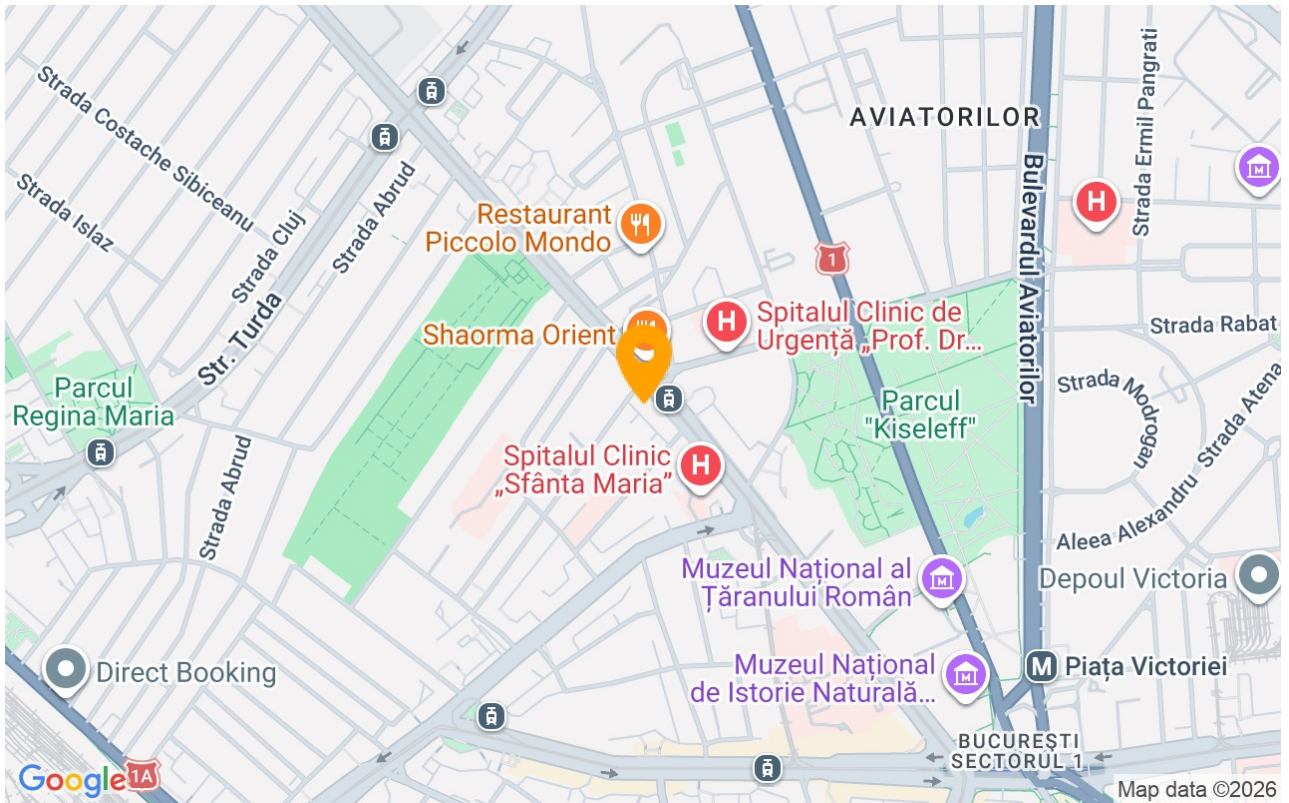 AVIATORILOR
Strada Costache Sibiceanu
Strada Ermil Pangrati
Strada Islaz
Strada Cluj
Strada Abrud
Bulevardul Aviatorilor
Restaurant
Piccolo Mondo
1
H
Str. Turda
Shaorma Orient
H
Spitalul Clinic de
Urgență „Prof. Dr...
Strada Rabat
Parcul
Regina Maria
Parcul
"Kiseleff"
Strada Modrogan
Strada Atena
Strada Abrud
Spitalul Clinic
„Sfânta Maria”
H
Aleea Alexandru
Muzeul Național al
Țăranului Român
Depoul Victoria
Direct Booking
Muzeul Național
de Istorie Naturală...
M
Piața Victoriei
BUCUREȘTI
SECTORUL 1
Google
1A
Map data ©2026